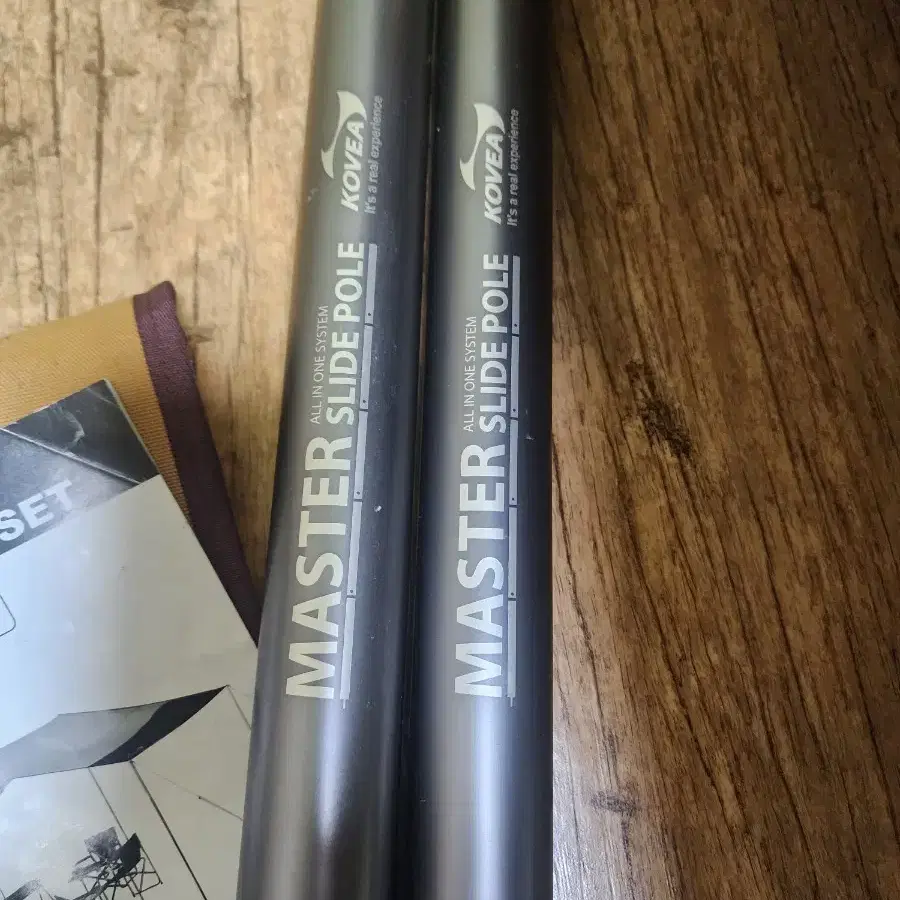 SET
KOVEA
It's a real experience
MASTER
ALL IN ONE SYSTEM
SLIDE POLE
KOVEA
It's a real experience
MASTER
ALL IN ONE SYSTEM
SLIDE POLE